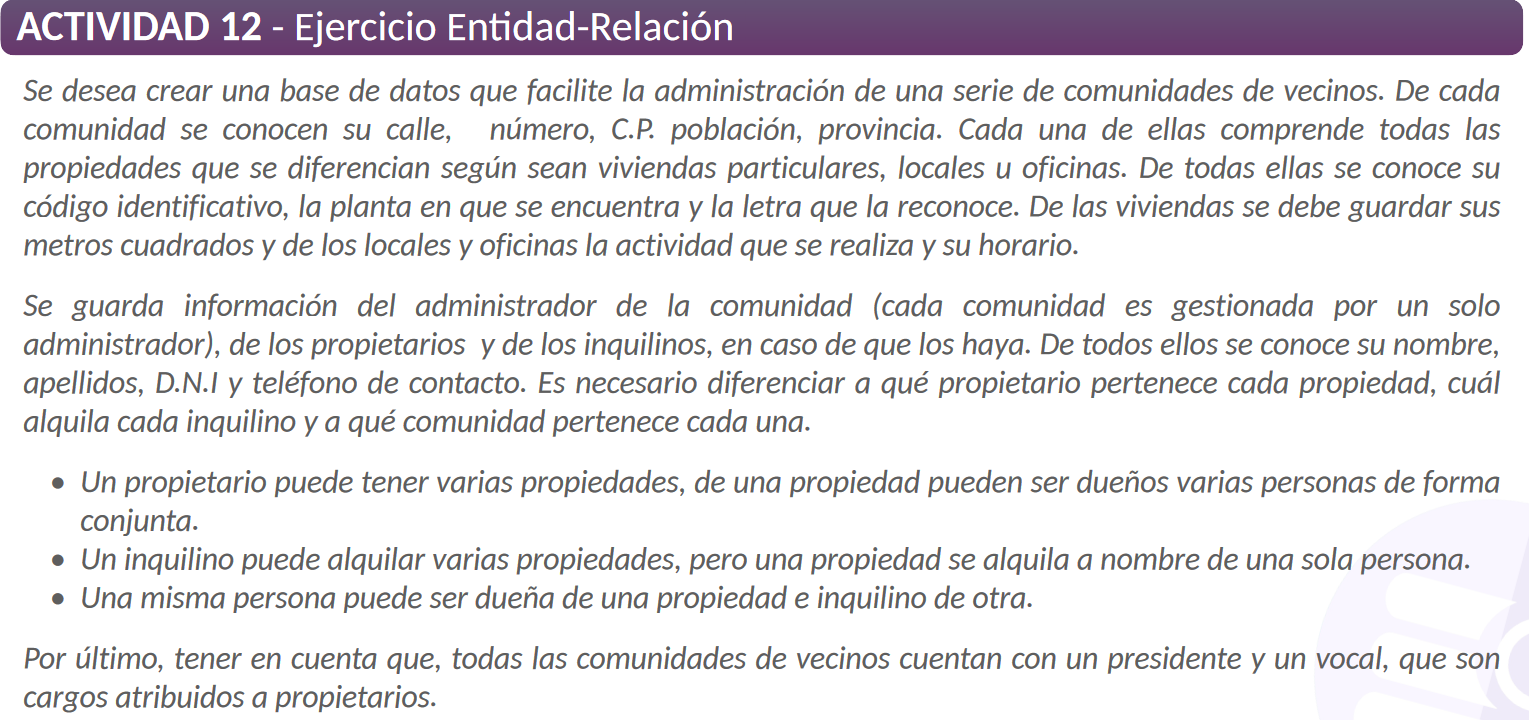 ACTIVIDAD 12 - Ejercicio Entidad-Relación
Se desea crear una base de datos que facilite la administración de una serie de comunidades de vecinos. De cada
comunidad se conocen su calle, número, C.P. población, provincia. Cada una de ellas comprende todas las
propiedades que se diferencian según sean viviendas particulares, locales u oficinas. De todas ellas se conoce su
código identificativo, la planta en que se encuentra y la letra que la reconoce. De las viviendas se debe guardar sus
metros cuadrados y de los locales y oficinas la actividad que se realiza y su horario.
Se guarda información del administrador de la comunidad (cada comunidad es gestionada por un solo
administrador), de los propietarios y de los inquilinos, en caso de que los haya. De todos ellos se conoce su nombre,
apellidos, D.N.I y teléfono de contacto. Es necesario diferenciar a qué propietario pertenece cada propiedad, cuál
alquila cada inquilino y a qué comunidad pertenece cada una.
• Un propietario puede tener varias propiedades, de una propiedad pueden ser dueños varias personas de forma
conjunta.
• Un inquilino puede alquilar varias propiedades, pero una propiedad se alquila a nombre de una sola persona.
• Una misma persona puede ser dueña de una propiedad e inquilino de otra.
Por último, tener en cuenta que, todas las comunidades de vecinos cuentan con un presidente y un vocal, que son
cargos atribuidos a propietarios.